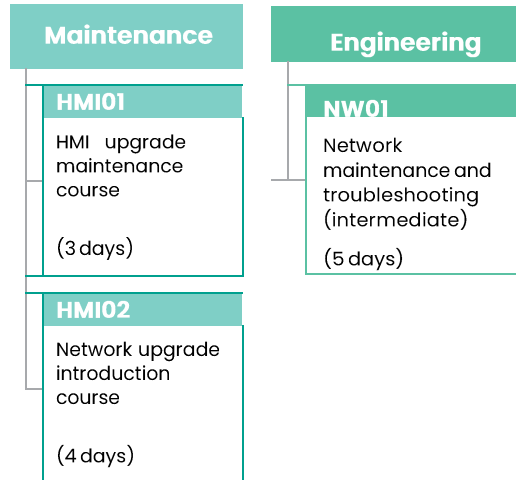 Maintenance
HMI01
HMI upgrade
maintenance
course
(3 days)
HMI02
Network upgrade
introduction
course
(4 days)
Engineering
NW01
Network
maintenance and
troubleshooting
(intermediate)
(5 days)